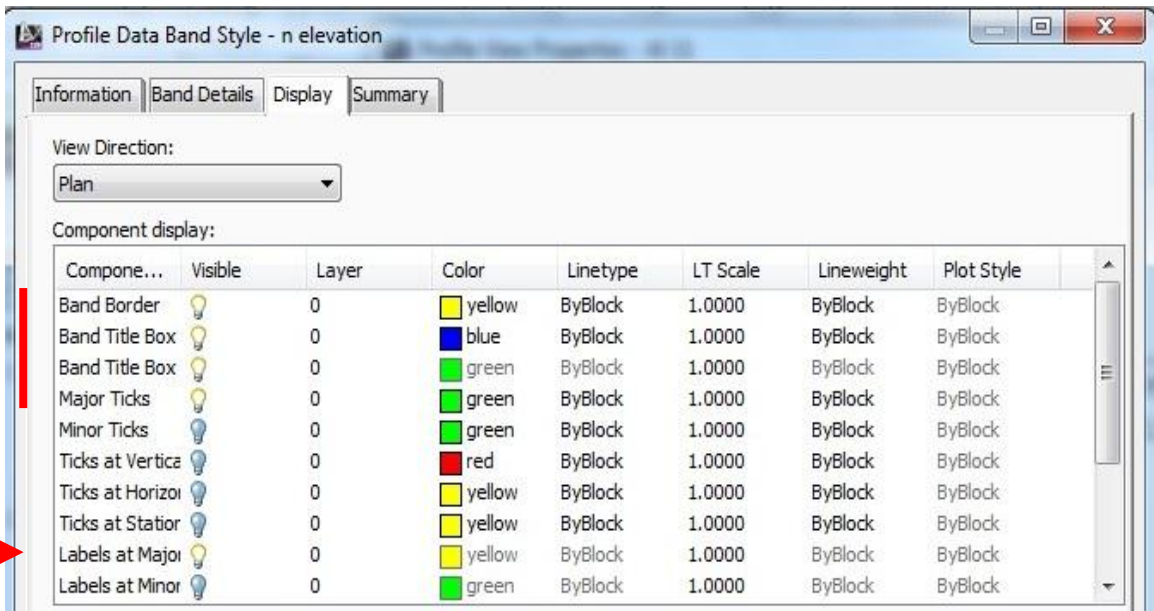 Profile Data Band Style - n elevation
Information Band Details Display Summary
View Direction:
Plan
Component display:
Compone... Visible Layer Color Linetype LT Scale Lineweight Plot Style
Band Border 0 yellow ByBlock 1.0000 ByBlock ByBlock
Band Title Box 0 blue ByBlock 1.0000 ByBlock ByBlock
Band Title Box 0 green ByBlock 1.0000 ByBlock ByBlock
Major Ticks 0 green ByBlock 1.0000 ByBlock ByBlock
Minor Ticks 0 green ByBlock 1.0000 ByBlock ByBlock
Ticks at Vertica 0 red ByBlock 1.0000 ByBlock ByBlock
Ticks at Horizo 0 yellow ByBlock 1.0000 ByBlock ByBlock
Ticks at Station 0 yellow ByBlock 1.0000 ByBlock ByBlock
Labels at Major 0 yellow ByBlock 1.0000 ByBlock ByBlock
Labels at Minor 0 green ByBlock 1.0000 ByBlock ByBlock